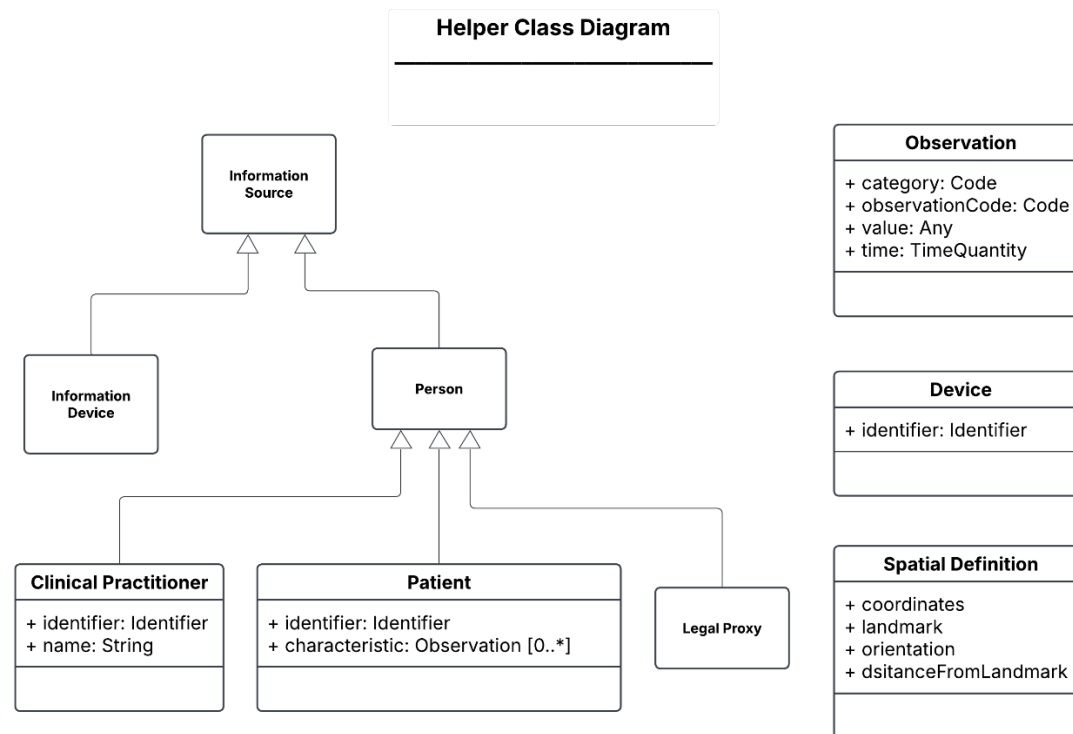 Helper Class Diagram
Information
Source
Observation
+ category: Code
+ observationCode: Code
+ value: Any
+ time: TimeQuantity
Information
Device
Person
Device
+ identifier: Identifier
Clinical Practitioner
+ identifier: Identifier
+ name: String
Patient
+ identifier: Identifier
+ characteristic: Observation [0..*]
Legal Proxy
Spatial Definition
+ coordinates
+ landmark
+ orientation
+ dsitanceFromLandmark